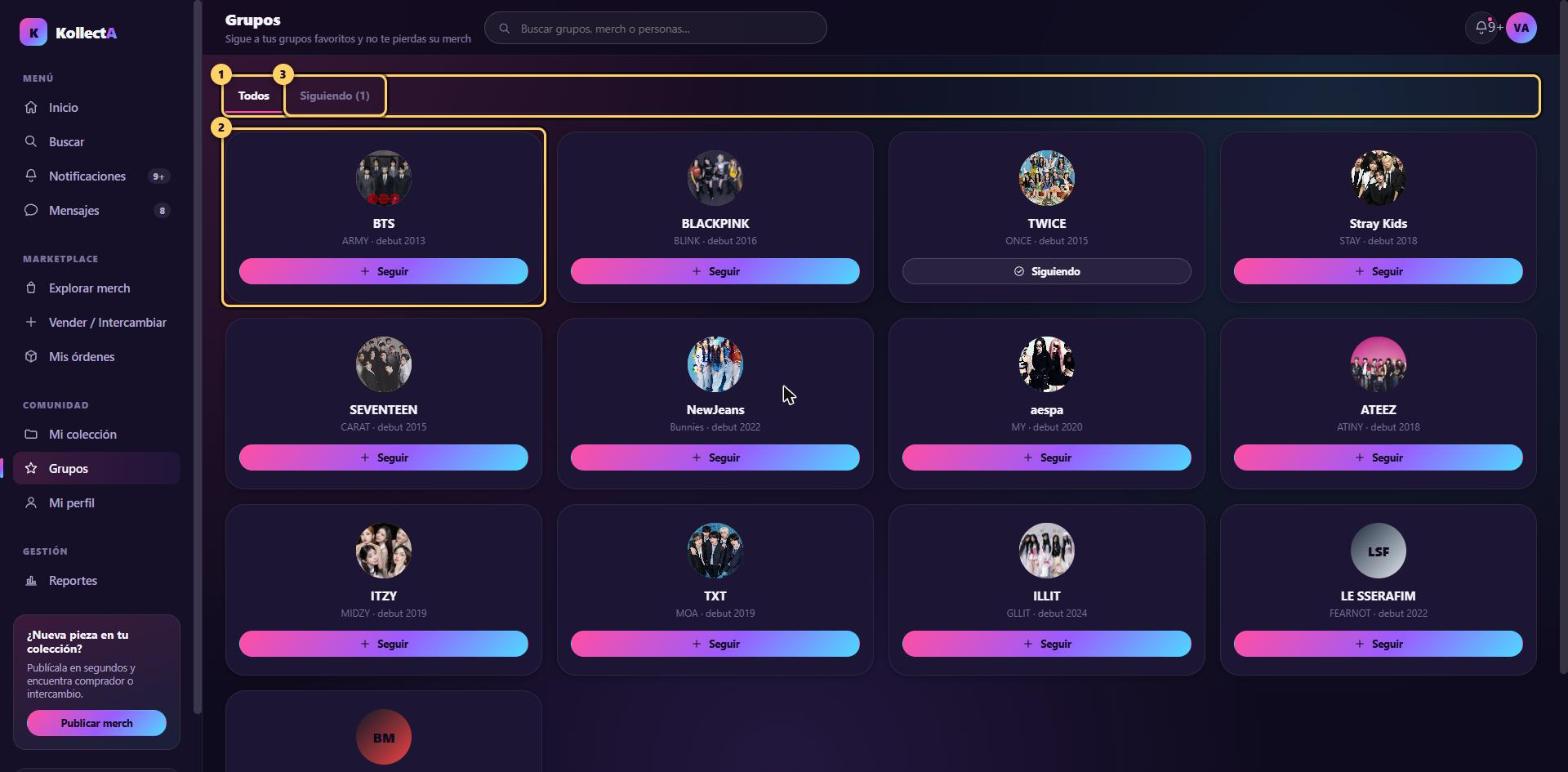 K KollectA
MENÚ
Inicio
Buscar
Notificaciones 9+
Mensajes 8
MARKETPLACE
Explorar merch
Vender / Intercambiar
Mis órdenes
COMUNIDAD
Mi colección
Grupos
Mi perfil
GESTIÓN
Reportes
¿Nueva pieza en tu
colección?
Publícala en segundos y
encuentra comprador o
intercambio.
Publicar merch
Grupos
Sigue a tus grupos favoritos y no te pierdas su merch
Buscar grupos, merch o personas...
9+ VA
1 3
Todos Siguiendo (1)
2
BTS
ARMY · debut 2013
+ Seguir
BLACKPINK
BLINK · debut 2016
+ Seguir
TWICE
ONCE · debut 2015
Siguiendo
Stray Kids
STAY · debut 2018
+ Seguir
SEVENTEEN
CARAT · debut 2015
+ Seguir
NewJeans
Bunnies · debut 2022
+ Seguir
aespa
MY · debut 2020
+ Seguir
ATEEZ
ATINY · debut 2018
+ Seguir
ITZY
MIDZY · debut 2019
+ Seguir
TXT
MOA · debut 2019
+ Seguir
ILLIT
GLLIT · debut 2024
+ Seguir
LSF
LE SSERAFIM
FEARNOT · debut 2022
+ Seguir
BM